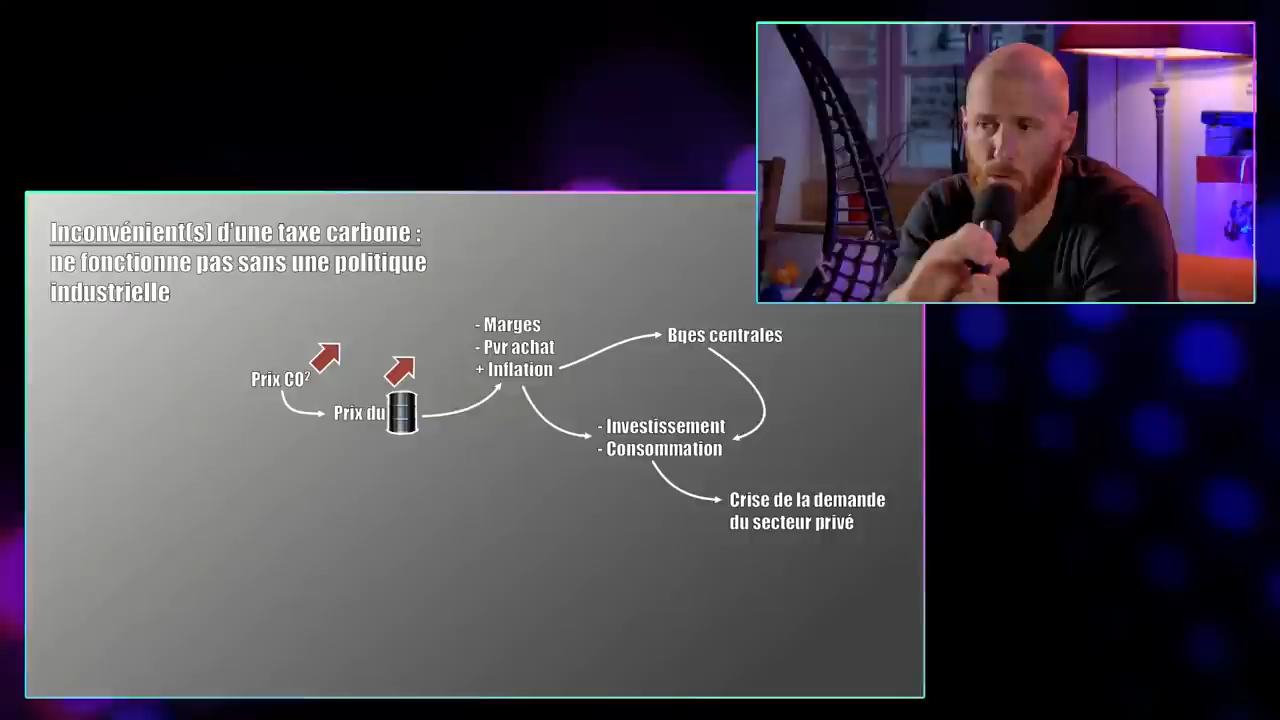 Inconvénient(s) d'une taxe carbone :
ne fonctionne pas sans une politique
industrielle
- Marges
- Pvr achat
+ Inflation
Bqes centrales
Prix CO²
Prix du
- Investissement
- Consommation
Crise de la demande
du secteur privé